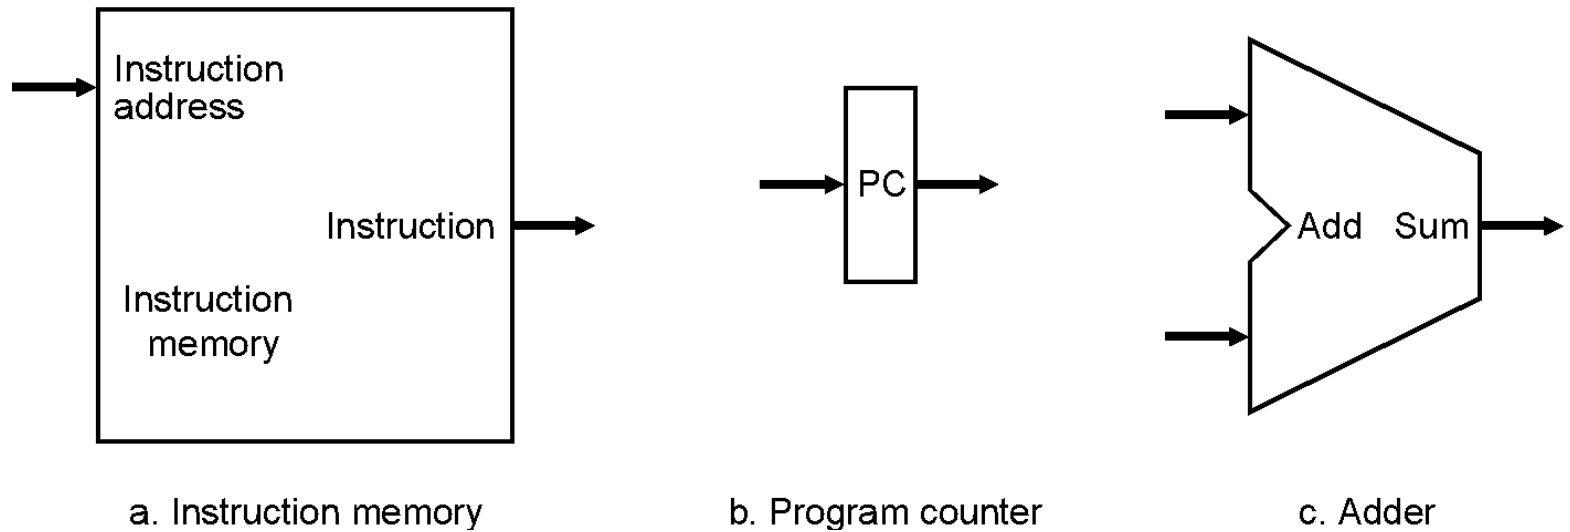 Instruction
address
Instruction
Instruction
memory
PC
Add Sum
a. Instruction memory
b. Program counter
c. Adder